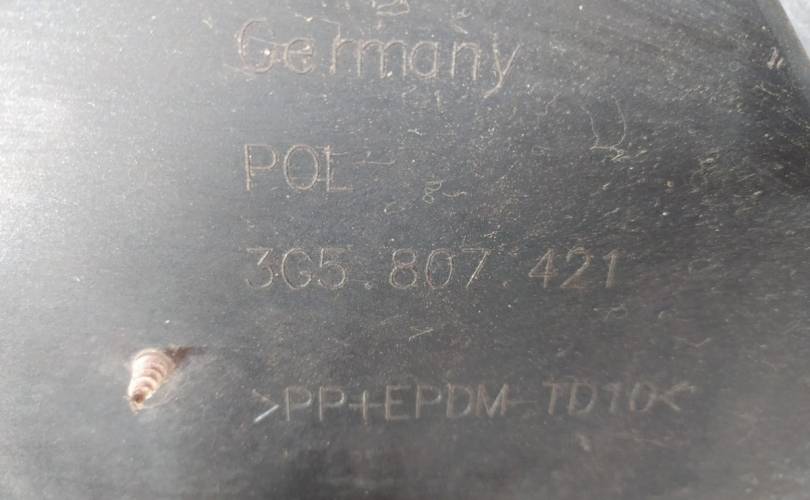 Germany
POL
3G5 807 421
>PP+EPDM-TD10<